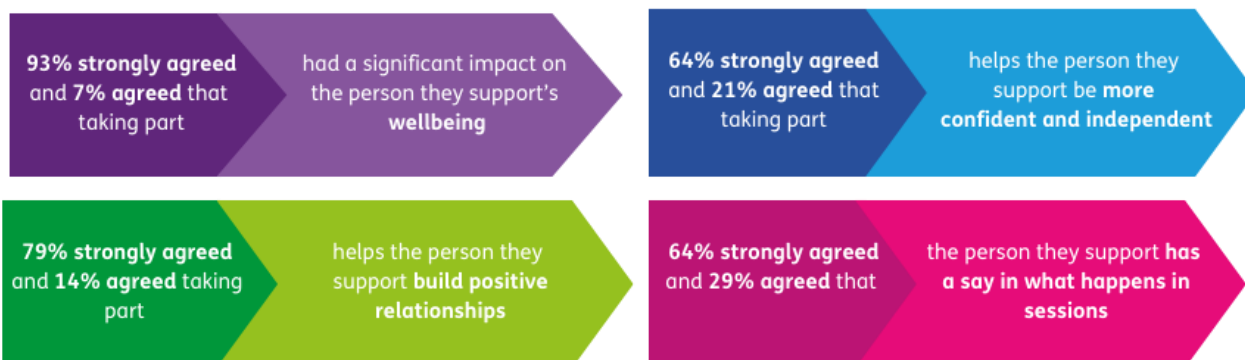 93% strongly agreed
and 7% agreed that
taking part
had a significant impact on
the person they support's
wellbeing
64% strongly agreed
and 21% agreed that
taking part
helps the person they
support be more
confident and independent
79% strongly agreed
and 14% agreed taking
part
helps the person they
support build positive
relationships
64% strongly agreed
and 29% agreed that
the person they support has
a say in what happens in
sessions